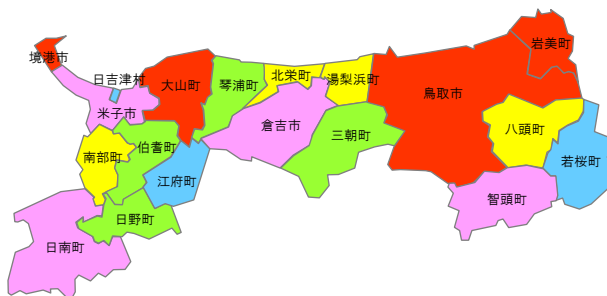 岩美町
境港市
日吉津村
大山町
琴浦町
北栄町
湯梨浜町
鳥取市
米子市
倉吉市
三朝町
八頭町
南部町
伯耆町
江府町
若桜町
智頭町
日野町
日南町